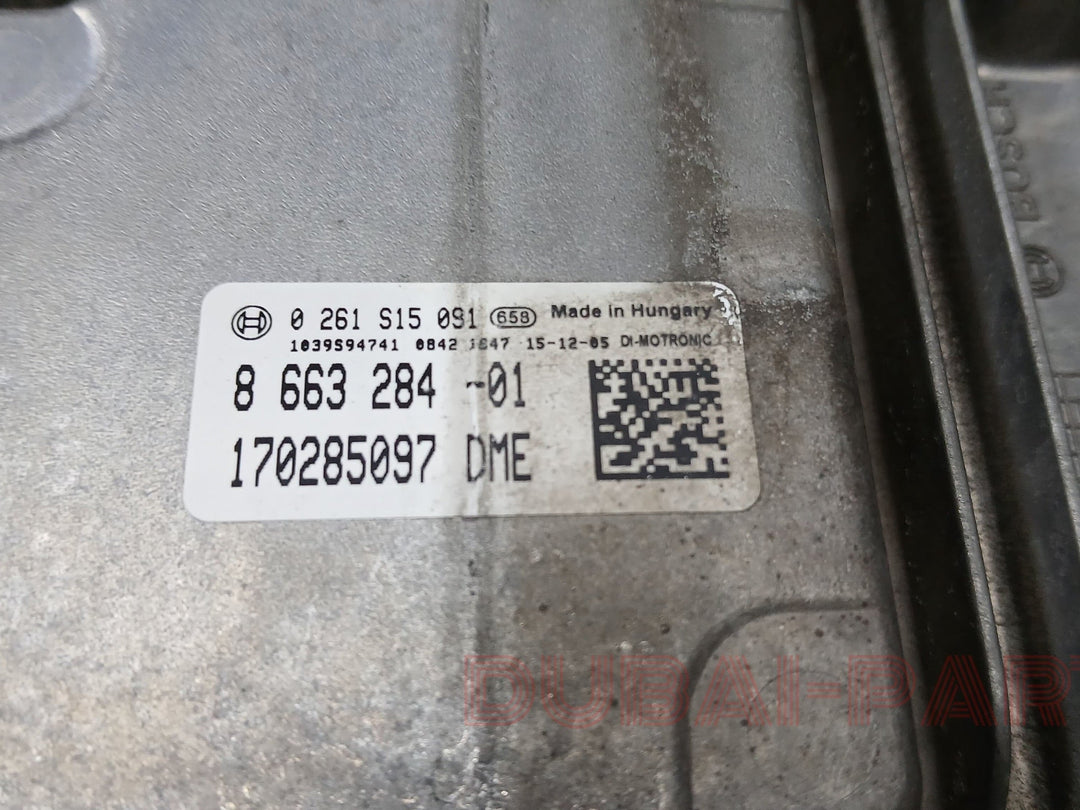 0 261 S15 091 658 Made in Hungary
1039S94741 0842 1847 15-12-05 DI-MOTRONIC
8 663 284 -01
170285097 DME
BOSCH
DUBAI-PART